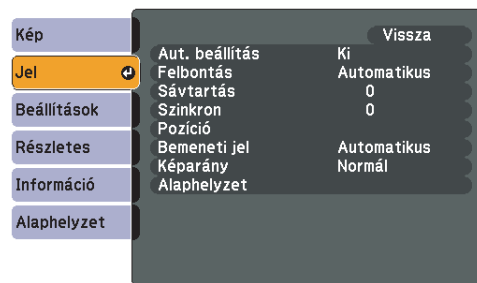 Kép
Jel
Beállítások
Részletes
Információ
Alaphelyzet
Vissza
Aut. beállítás Ki
Felbontás Automatikus
Sávtartás 0
Szinkron 0
Pozíció
Bemeneti jel Automatikus
Képarány Normál
Alaphelyzet